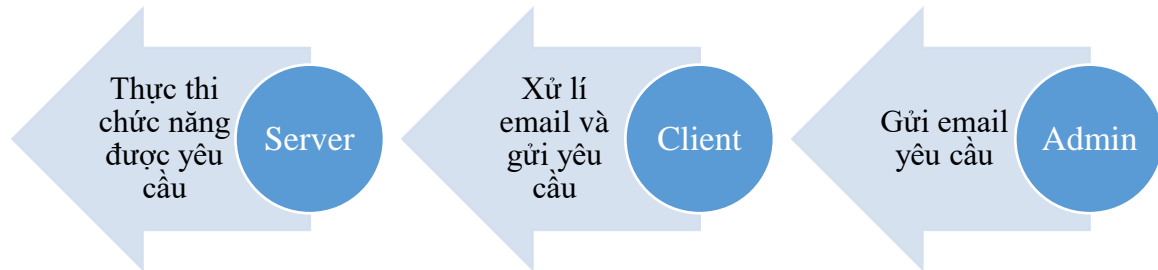 Thực thi
chức năng
được yêu
cầu
Server
Xử lí
email và
gửi yêu
cầu
Client
Gửi email
yêu cầu
Admin